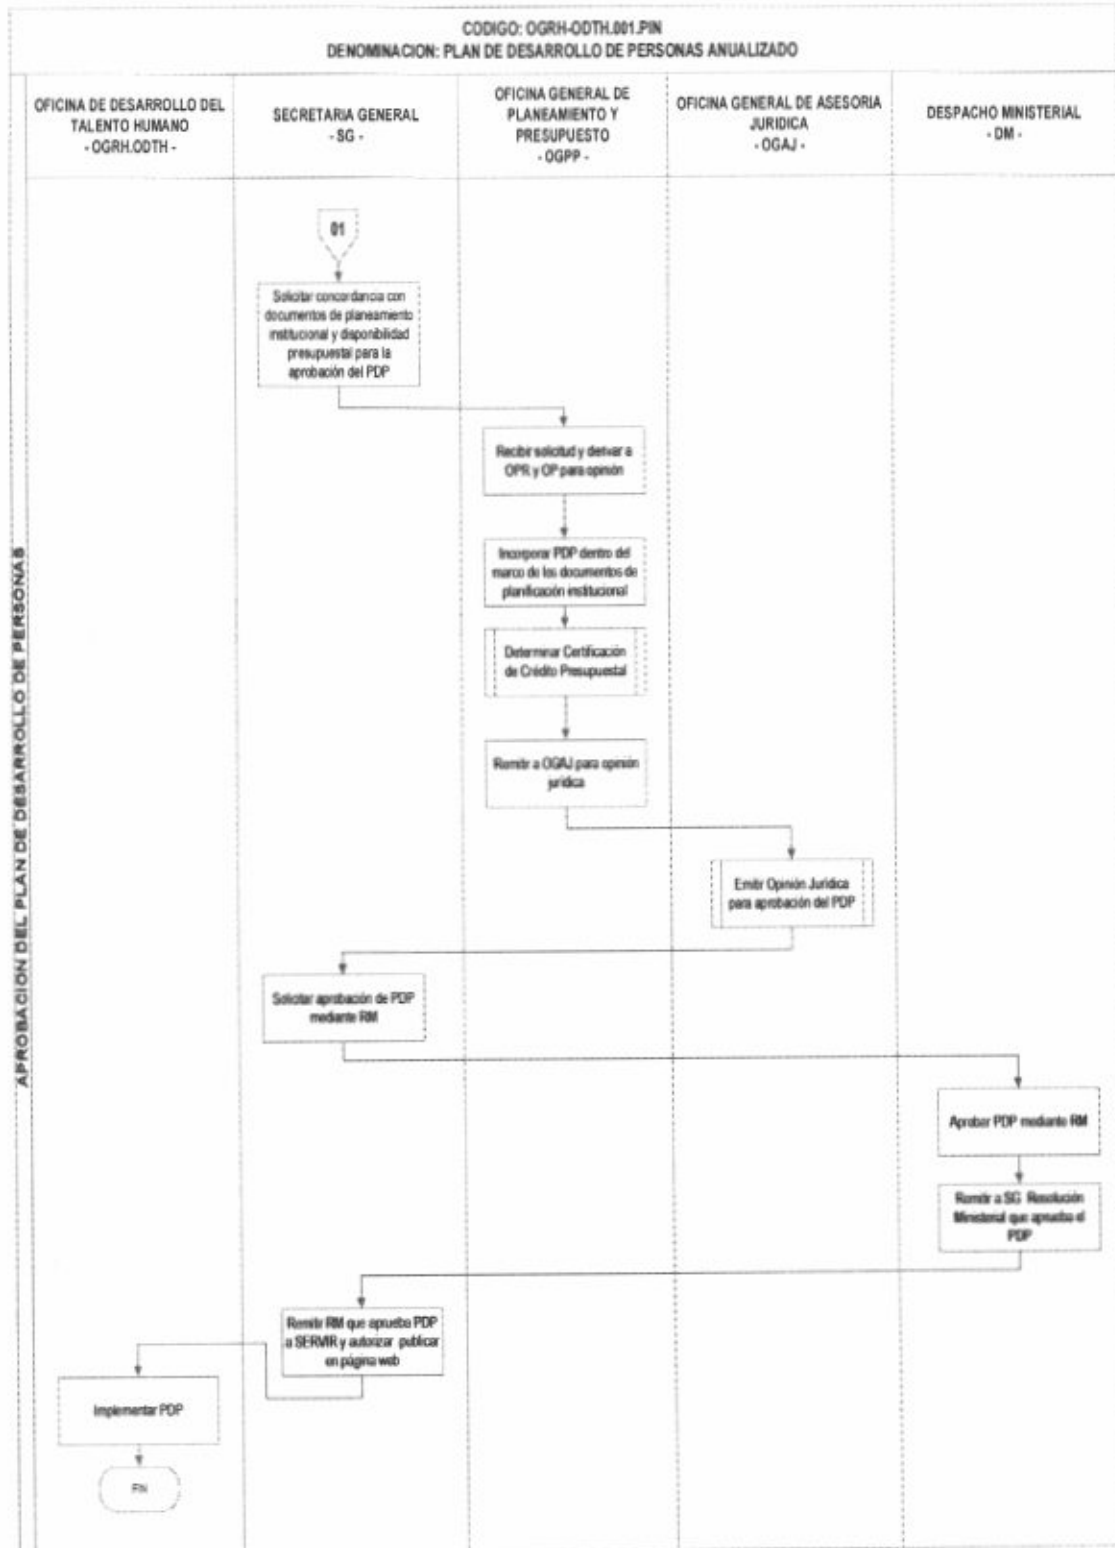 CODIGO: OGRH-ODTH.001.PIN
DENOMINACION: PLAN DE DESARROLLO DE PERSONAS ANUALIZADO
OFICINA DE DESARROLLO DEL
TALENTO HUMANO
- OGRH.ODTH -
SECRETARIA GENERAL
- SG -
OFICINA GENERAL DE
PLANEAMIENTO Y
PRESUPUESTO
- OGPP -
OFICINA GENERAL DE ASESORIA
JURIDICA
- OGAJ -
DESPACHO MINISTERIAL
- DM -
APROBACION DEL PLAN DE DESARROLLO DE PERSONAS
01
Solicitar concordancia con
documentos de planeamiento
institucional y disponibilidad
presupuestal para la
aprobación del PDP
Recibir solicitud y derivar a
OPR y OP para opinión
Incorporar PDP dentro del
marco de los documentos de
planificación institucional
Determinar Certificación
de Crédito Presupuestal
Remitir a OGAJ para opinión
jurídica
Emitir Opinión Jurídica
para aprobación del PDP
Solicitar aprobación de PDP
mediante RM
Aprobar PDP mediante RM
Remitir a SG Resolución
Ministerial que aprueba el
PDP
Remitir RM que aprueba PDP
a SERVIR y autorizar publicar
en página web
Implementar PDP
FIN